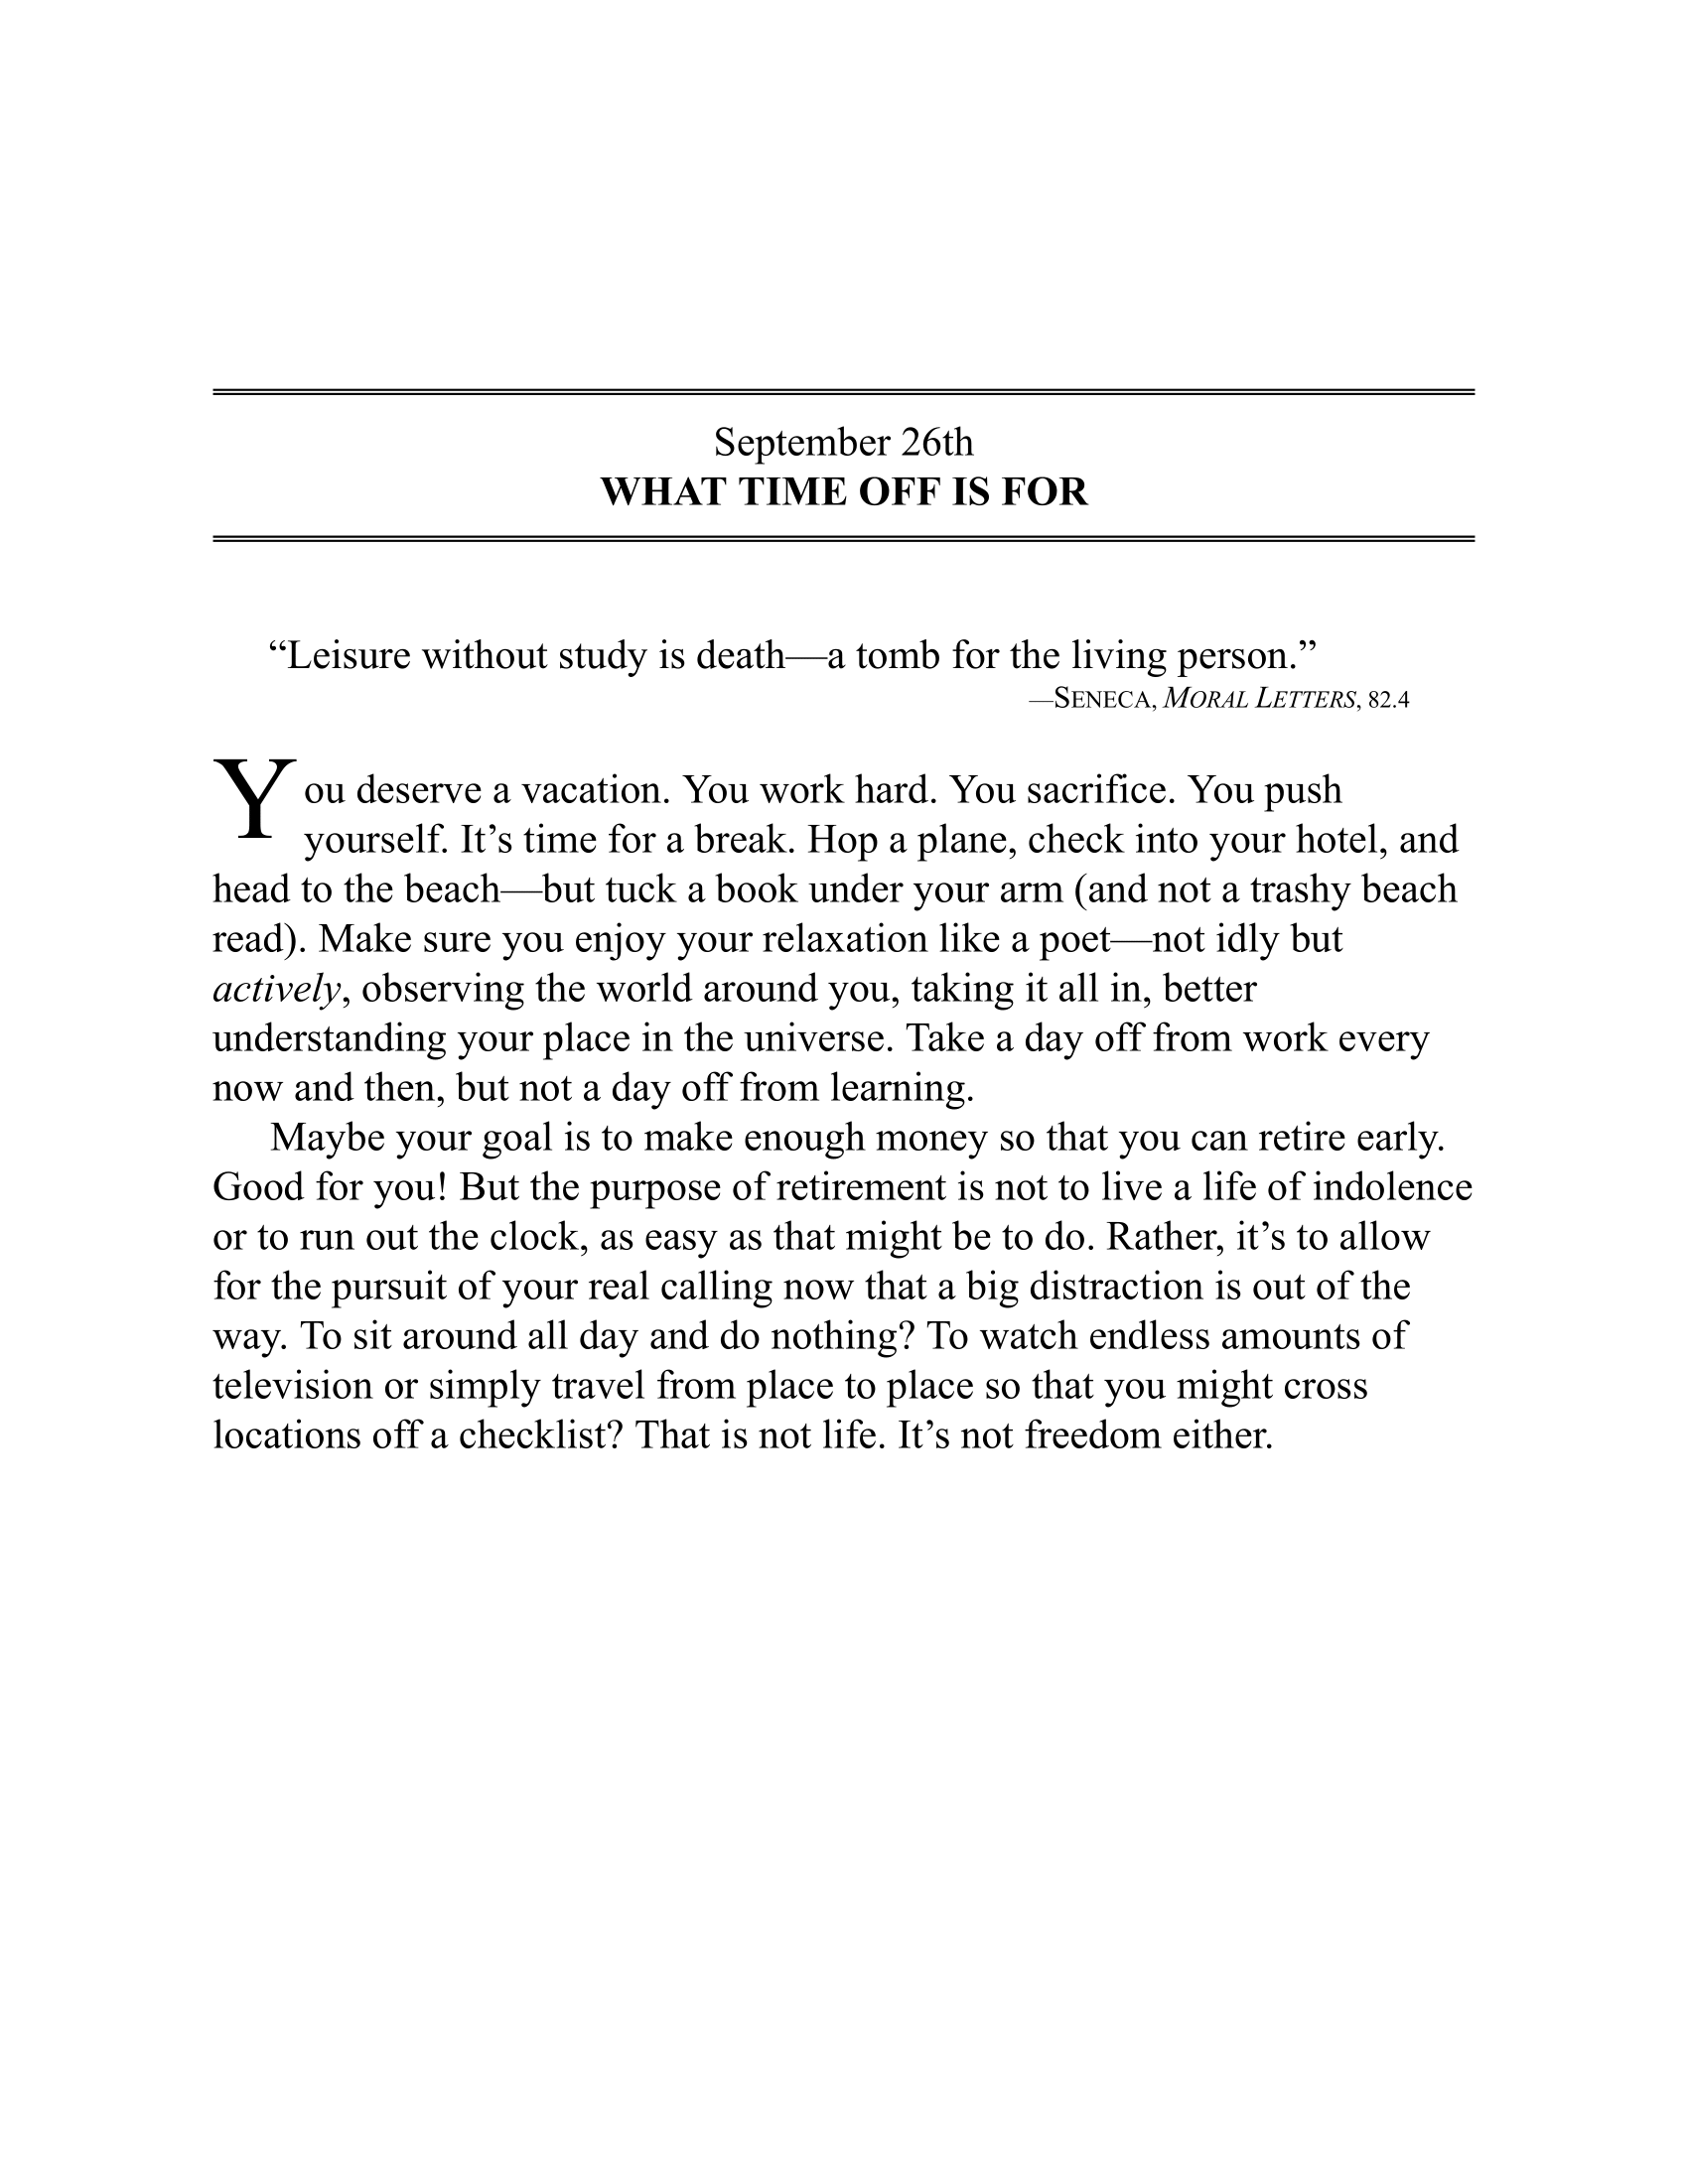 September 26th
WHAT TIME OFF IS FOR
“Leisure without study is death—a tomb for the living person.”
—SENECA, MORAL LETTERS, 82.4
You deserve a vacation. You work hard. You sacrifice. You push
yourself. It’s time for a break. Hop a plane, check into your hotel, and
head to the beach—but tuck a book under your arm (and not a trashy beach
read). Make sure you enjoy your relaxation like a poet—not idly but
actively, observing the world around you, taking it all in, better
understanding your place in the universe. Take a day off from work every
now and then, but not a day off from learning.
Maybe your goal is to make enough money so that you can retire early.
Good for you! But the purpose of retirement is not to live a life of indolence
or to run out the clock, as easy as that might be to do. Rather, it’s to allow
for the pursuit of your real calling now that a big distraction is out of the
way. To sit around all day and do nothing? To watch endless amounts of
television or simply travel from place to place so that you might cross
locations off a checklist? That is not life. It’s not freedom either.